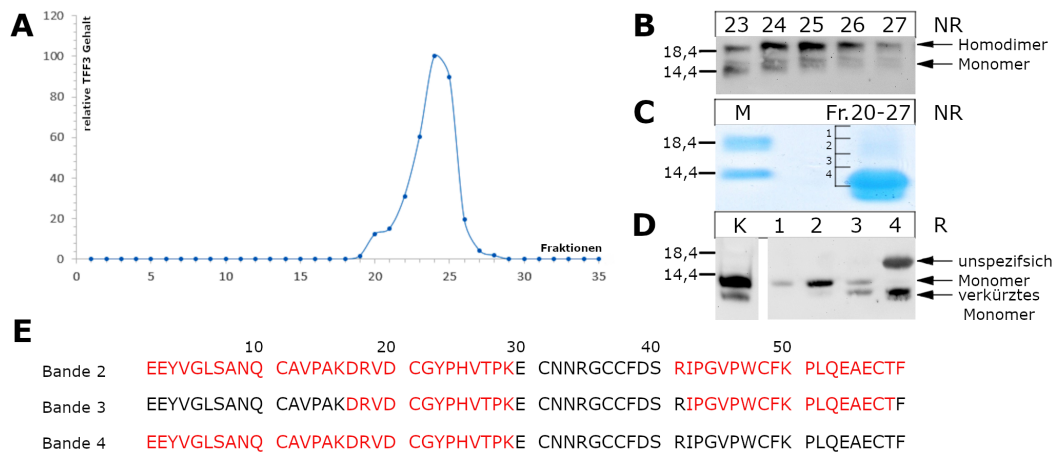 A
relative TFF3 Gehalt
120
100
80
60
40
20
0
0 5 10 15 20 25 30 35
Fraktionen
B
23 24 25 26 27 NR
18,4
14,4
Homodimer
Monomer
C
M Fr.20-27 NR
18,4
14,4
1
2
3
4
D
K 1 2 3 4 R
18,4
14,4
unspezifsich
Monomer
verkürztes
Monomer
E
10 20 30 40 50
Bande 2 EEYVGLSANQ CAVPAKDRVD CGYPHVTPKE CNNRGCCFDS RIPGVPWCFK PLQEAECTF
Bande 3 EEYVGLSANQ CAVPAKDRVD CGYPHVTPKE CNNRGCCFDS RIPGVPWCFK PLQEAECTF
Bande 4 EEYVGLSANQ CAVPAKDRVD CGYPHVTPKE CNNRGCCFDS RIPGVPWCFK PLQEAECTF